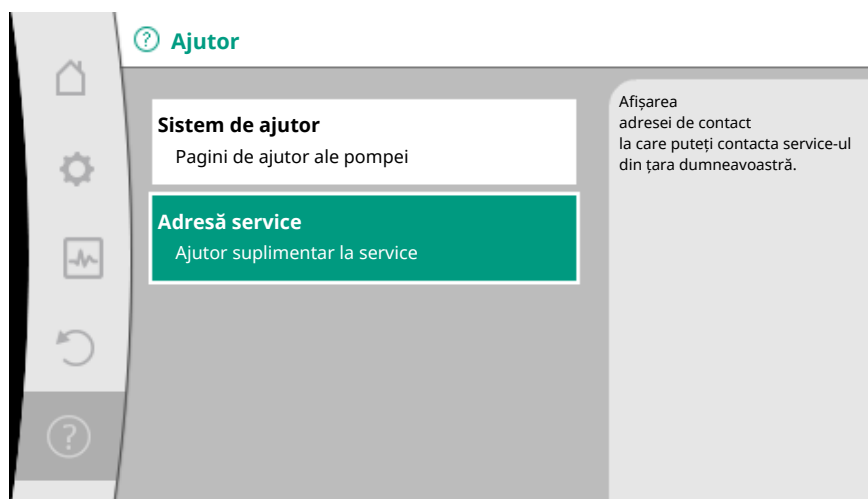 Ajutor
Sistem de ajutor
Pagini de ajutor ale pompei
Adresă service
Ajutor suplimentar la service
Afișarea
adresei de contact
la care puteți contacta service-ul
din țara dumneavoastră.